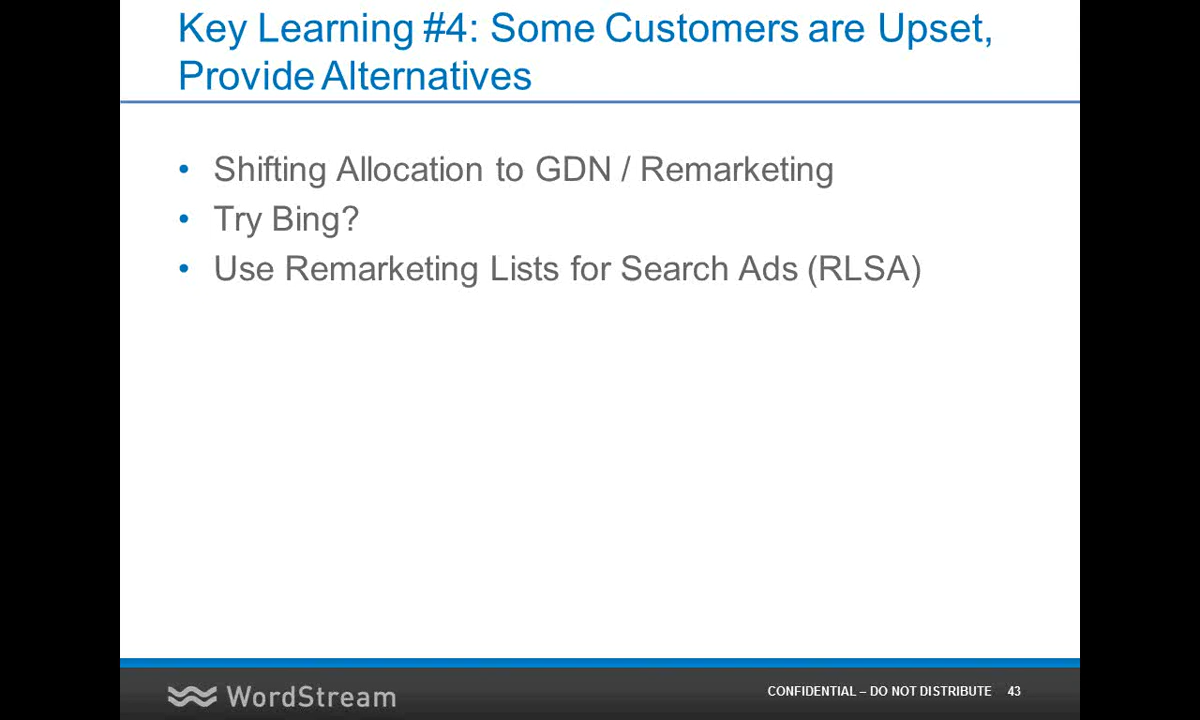 Key Learning #4: Some Customers are Upset,
Provide Alternatives
• Shifting Allocation to GDN / Remarketing
• Try Bing?
• Use Remarketing Lists for Search Ads (RLSA)
WordStream
CONFIDENTIAL – DO NOT DISTRIBUTE 43